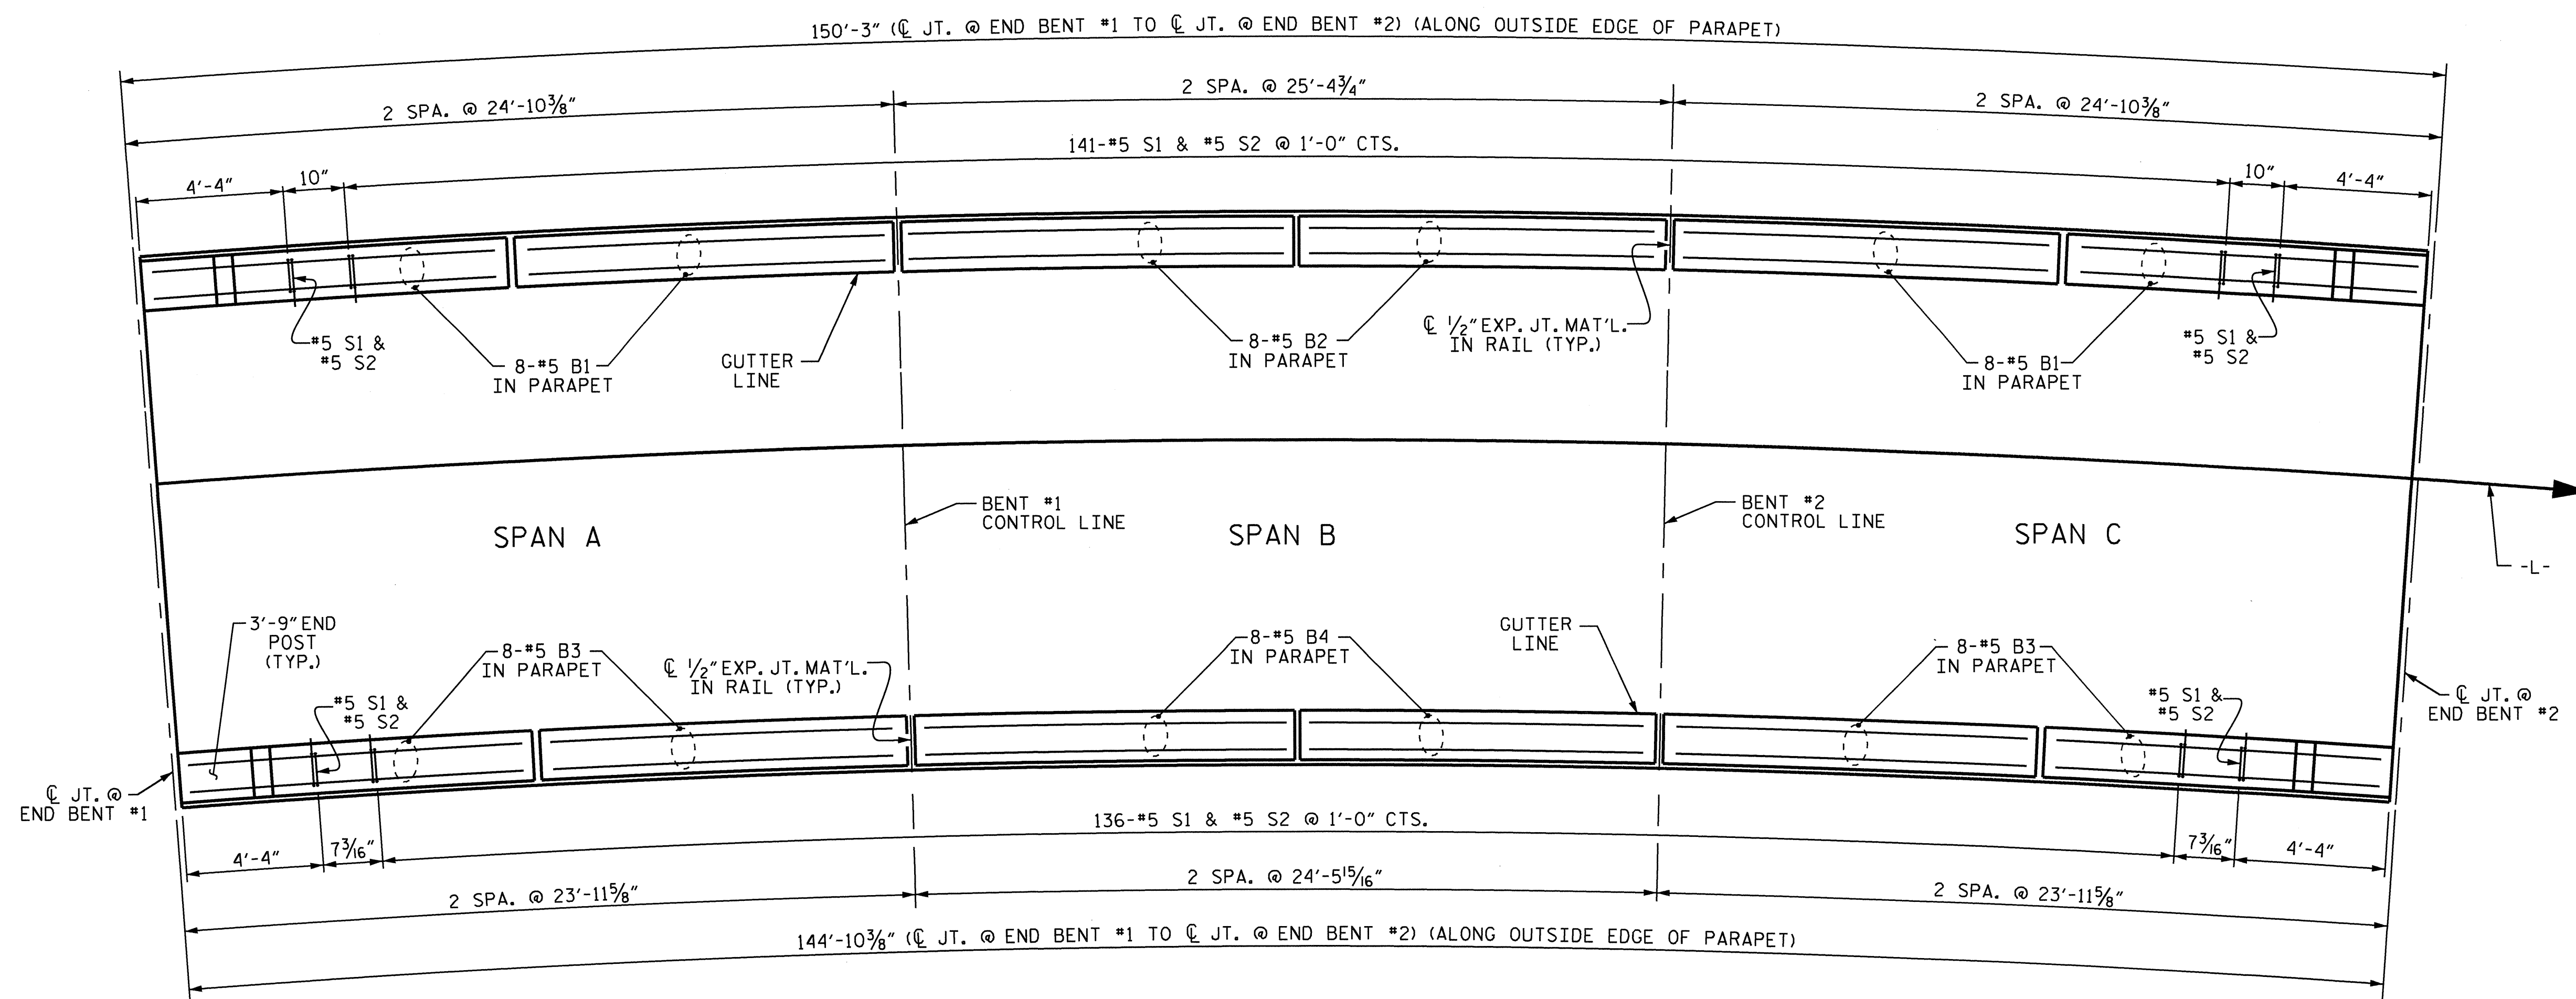 150'-3" (℄ JT. @ END BENT #1 TO ℄ JT. @ END BENT #2) (ALONG OUTSIDE EDGE OF PARAPET)
2 SPA. @ 24'-10⅜"
2 SPA. @ 25'-4¾"
2 SPA. @ 24'-10⅜"
141-#5 S1 & #5 S2 @ 1'-0" CTS.
4'-4"
10"
10"
4'-4"
#5 S1 &
#5 S2
8-#5 B1
IN PARAPET
GUTTER
LINE
8-#5 B2
IN PARAPET
℄ ½" EXP. JT. MAT'L.
IN RAIL (TYP.)
8-#5 B1
IN PARAPET
#5 S1 &
#5 S2
BENT #1
CONTROL LINE
BENT #2
CONTROL LINE
SPAN A
SPAN B
SPAN C
-L-
3'-9" END
POST
(TYP.)
#5 S1 &
#5 S2
8-#5 B3
IN PARAPET
℄ ½" EXP. JT. MAT'L.
IN RAIL (TYP.)
8-#5 B4
IN PARAPET
GUTTER
LINE
8-#5 B3
IN PARAPET
#5 S1 &
#5 S2
℄ JT. @
END BENT #2
℄ JT. @
END BENT #1
136-#5 S1 & #5 S2 @ 1'-0" CTS.
4'-4"
7 3/16"
7 3/16"
4'-4"
2 SPA. @ 23'-11⅝"
2 SPA. @ 24'-5 15/16"
2 SPA. @ 23'-11⅝"
144'-10⅜" (℄ JT. @ END BENT #1 TO ℄ JT. @ END BENT #2) (ALONG OUTSIDE EDGE OF PARAPET)